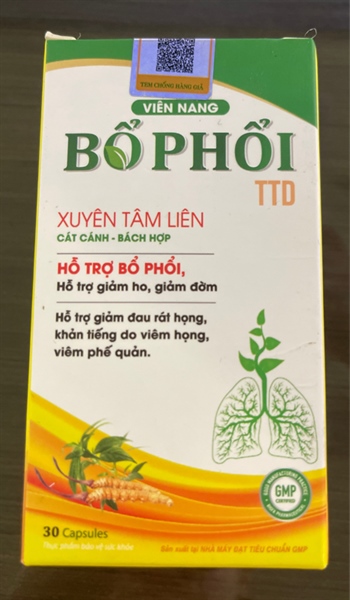 TEM CHỐNG HÀNG GIẢ
VIÊN NANG
BỔ PHỔI
TTD
XUYÊN TÂM LIÊN
CÁT CÁNH - BÁCH HỢP
HỖ TRỢ BỔ PHỔI,
Hỗ trợ giảm ho, giảm đờm
Hỗ trợ giảm đau rát họng,
khản tiếng do viêm họng,
viêm phế quản.
GMP
CERTIFIED
30 Capsules
Thực phẩm bảo vệ sức khỏe
Sản xuất tại NHÀ MÁY ĐẠT TIÊU CHUẨN GMP